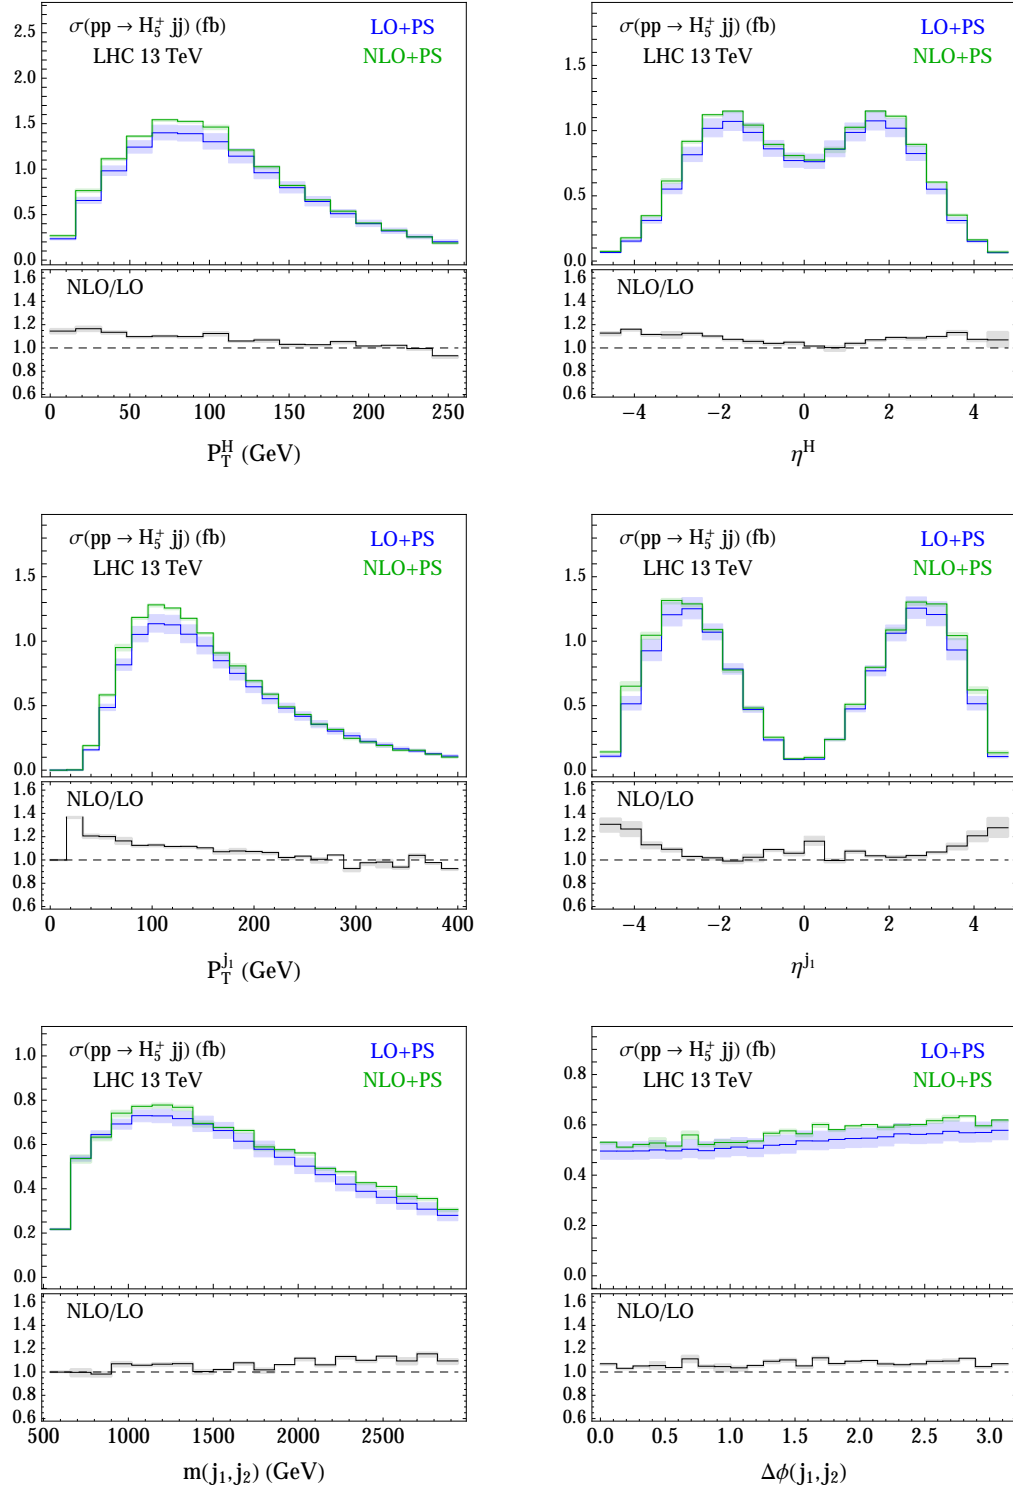 σ(pp → H₅⁺ jj) (fb) LO+PS
LHC 13 TeV NLO+PS
2.5
2.0
1.5
1.0
0.5
0.0
NLO/LO
1.6
1.4
1.2
1.0
0.8
0.6
0 50 100 150 200 250
P_T^H (GeV)
σ(pp → H₅⁺ jj) (fb) LO+PS
LHC 13 TeV NLO+PS
1.5
1.0
0.5
0.0
NLO/LO
1.6
1.4
1.2
1.0
0.8
0.6
−4 −2 0 2 4
η^H
σ(pp → H₅⁺ jj) (fb) LO+PS
LHC 13 TeV NLO+PS
1.5
1.0
0.5
0.0
NLO/LO
1.6
1.4
1.2
1.0
0.8
0.6
0 100 200 300 400
P_T^{j₁} (GeV)
σ(pp → H₅⁺ jj) (fb) LO+PS
LHC 13 TeV NLO+PS
1.5
1.0
0.5
0.0
NLO/LO
1.6
1.4
1.2
1.0
0.8
0.6
−4 −2 0 2 4
η^{j₁}
σ(pp → H₅⁺ jj) (fb) LO+PS
LHC 13 TeV NLO+PS
1.0
0.8
0.6
0.4
0.2
0.0
NLO/LO
1.6
1.4
1.2
1.0
0.8
0.6
500 1000 1500 2000 2500
m(j₁,j₂) (GeV)
σ(pp → H₅⁺ jj) (fb) LO+PS
LHC 13 TeV NLO+PS
0.8
0.6
0.4
0.2
0.0
NLO/LO
1.6
1.4
1.2
1.0
0.8
0.6
0.0 0.5 1.0 1.5 2.0 2.5 3.0
Δϕ(j₁,j₂)